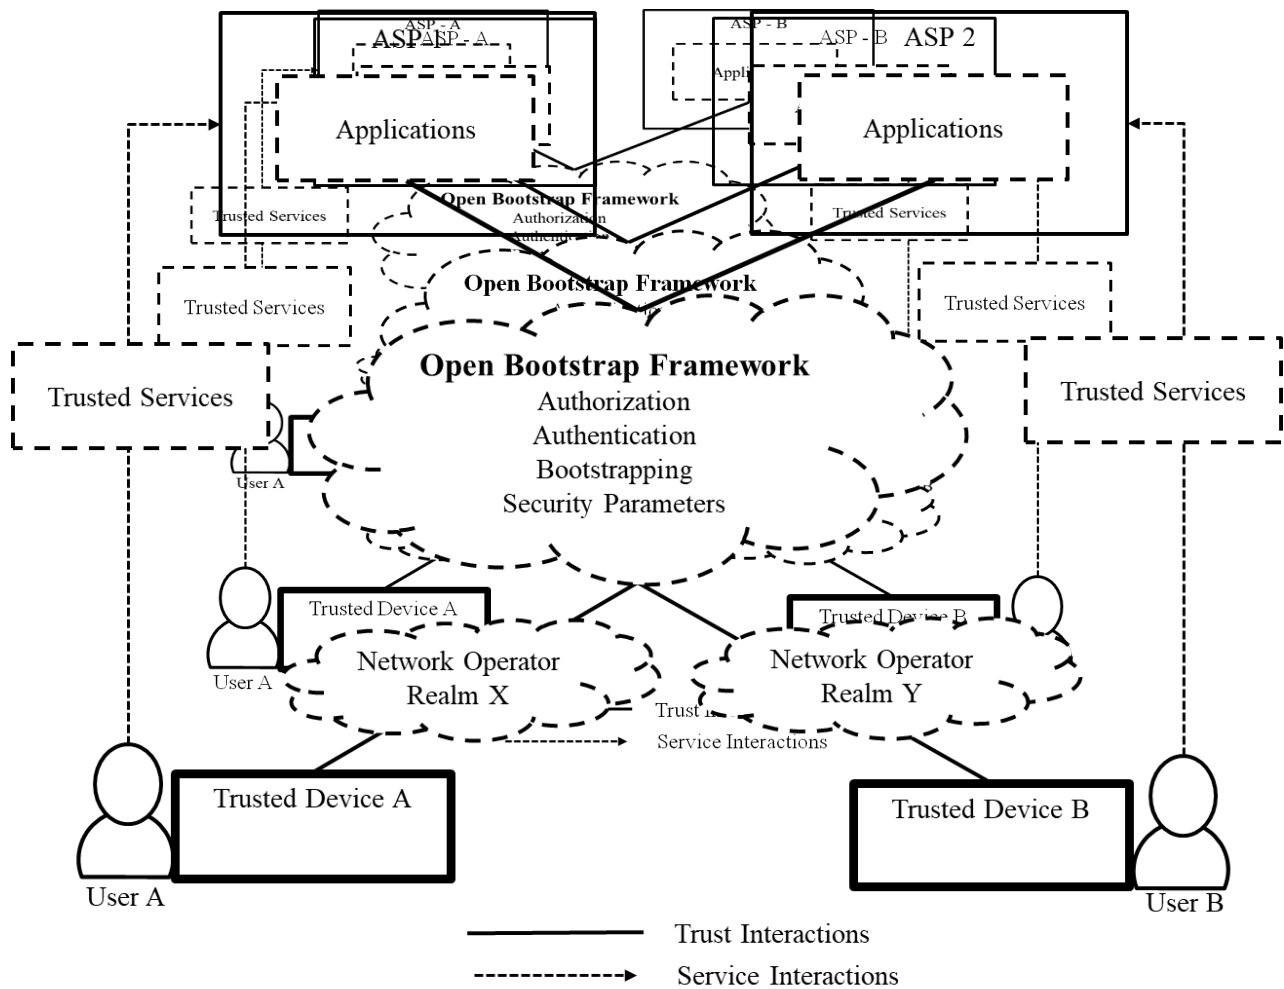 ASP - A
ASP - B
ASP 1
ASP - A
ASP - B
ASP 2
Applications
Applications
Open Bootstrap Framework
Authorization
Trusted Services
Trusted Services
Open Bootstrap Framework
Trusted Services
Trusted Services
Open Bootstrap Framework
Authorization
Authentication
Bootstrapping
Security Parameters
Trusted Services
Trusted Services
User A
Trusted Device A
Trusted Device B
User A
Network Operator
Realm X
Network Operator
Realm Y
Trust
Service Interactions
Trusted Device A
Trusted Device B
User A
User B
Trust Interactions
Service Interactions